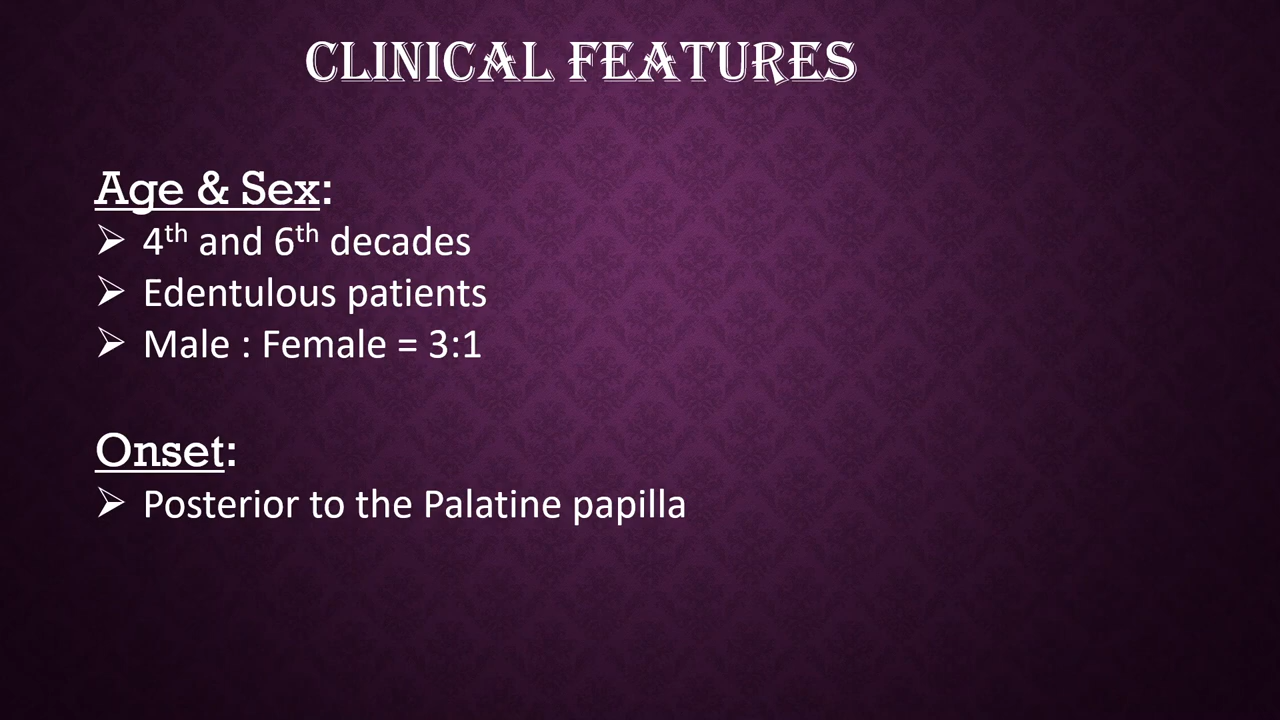 CLINICAL FEATURES
Age & Sex:
➢ 4th and 6th decades
➢ Edentulous patients
➢ Male : Female = 3:1
Onset:
➢ Posterior to the Palatine papilla